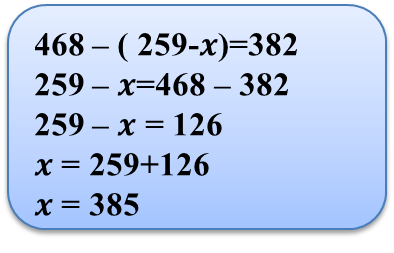 468 – ( 259-x)=382
259 – x=468 – 382
259 – x = 126
x = 259+126
x = 385